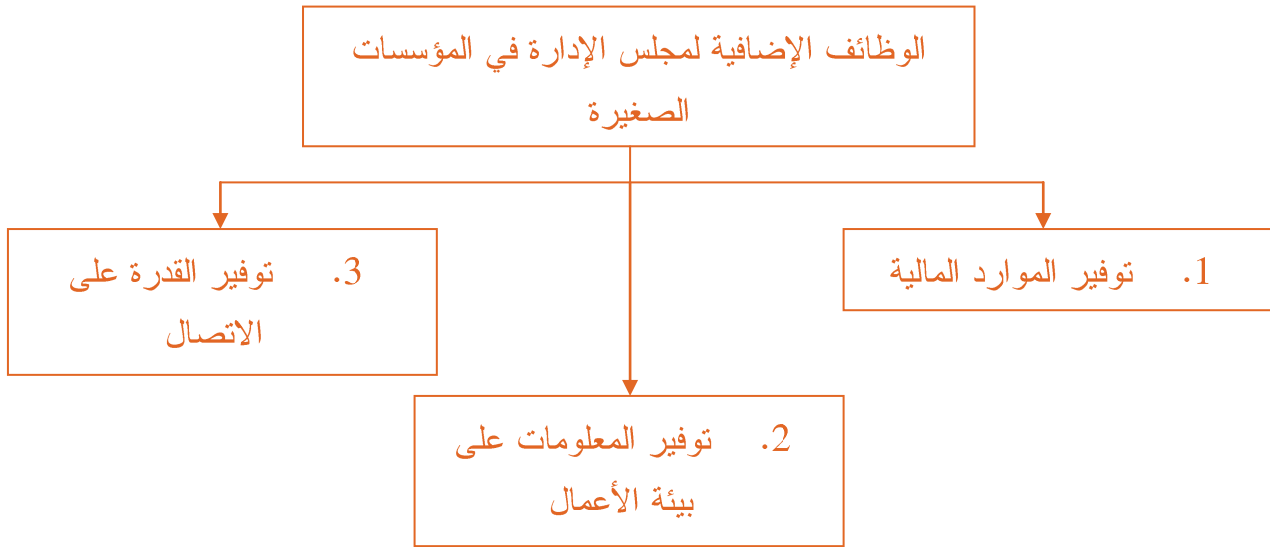 الوظائف الإضافية لمجلس الإدارة في المؤسسات
الصغيرة
1. توفير الموارد المالية
2. توفير المعلومات على
بيئة الأعمال
3. توفير القدرة على
الاتصال